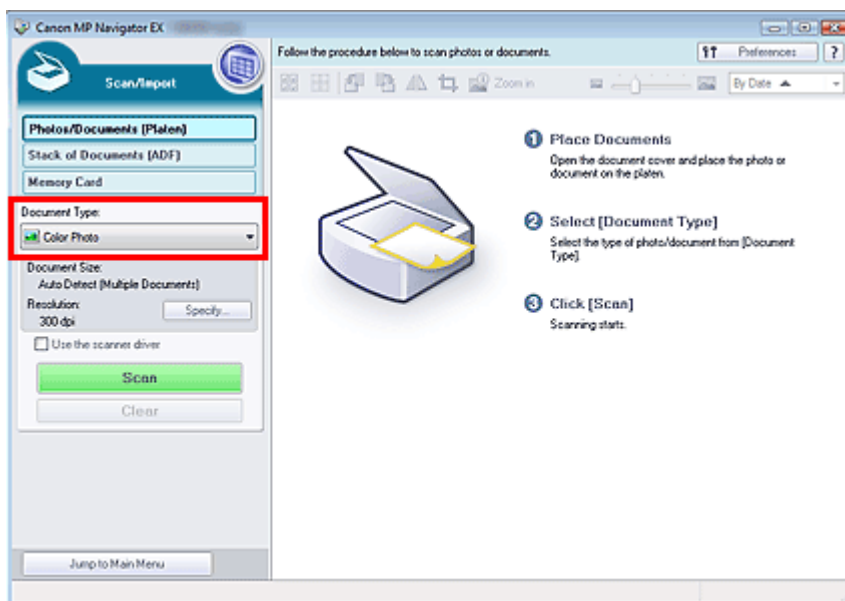 Canon MP Navigator EX
Scan/Import
Photos/Documents (Platen)
Stack of Documents (ADF)
Memory Card
Document Type:
Color Photo
Document Size:
Auto Detect (Multiple Documents)
Resolution:
300 dpi
Specify...
Use the scanner driver
Scan
Clear
Jump to Main Menu
Follow the procedure below to scan photos or documents.
Preferences
?
Zoom in
By Date
1 Place Documents
Open the document cover and place the photo or
document on the platen.
2 Select [Document Type]
Select the type of photo/document from [Document
Type]
3 Click [Scan]
Scanning starts.